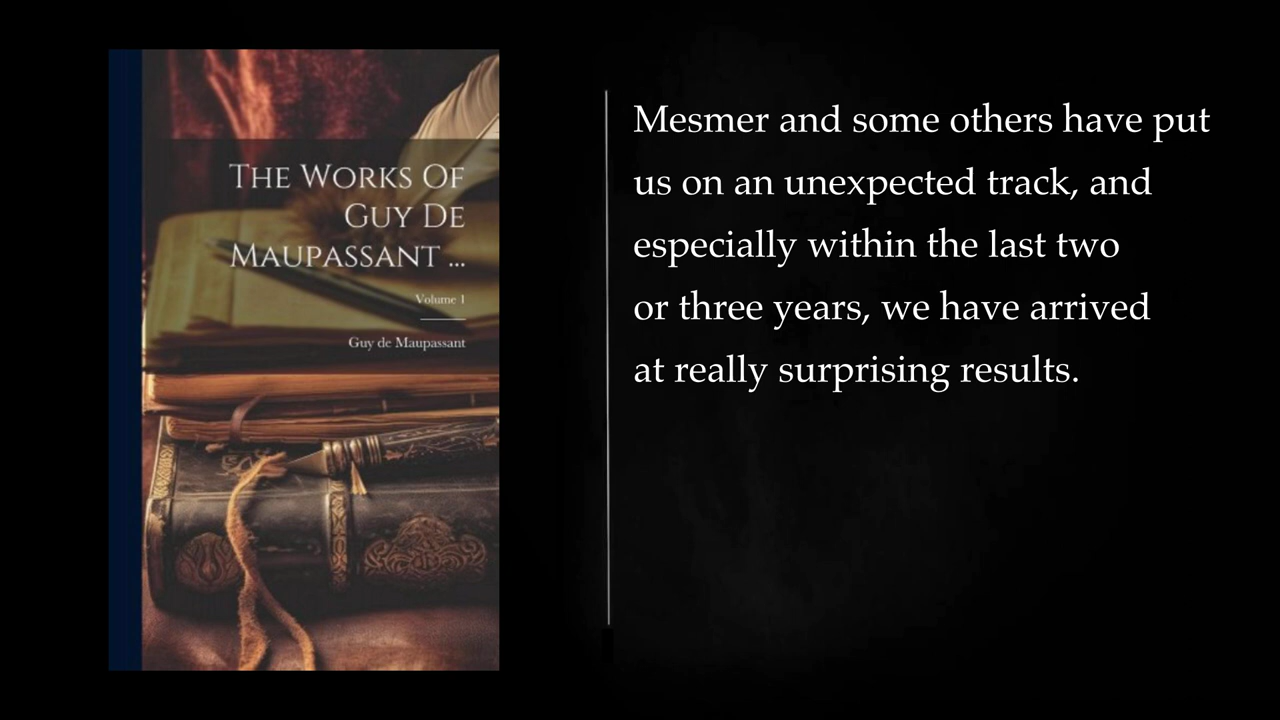 The Works Of
Guy De
Maupassant ...
Volume 1
Guy de Maupassant
Mesmer and some others have put
us on an unexpected track, and
especially within the last two
or three years, we have arrived
at really surprising results.